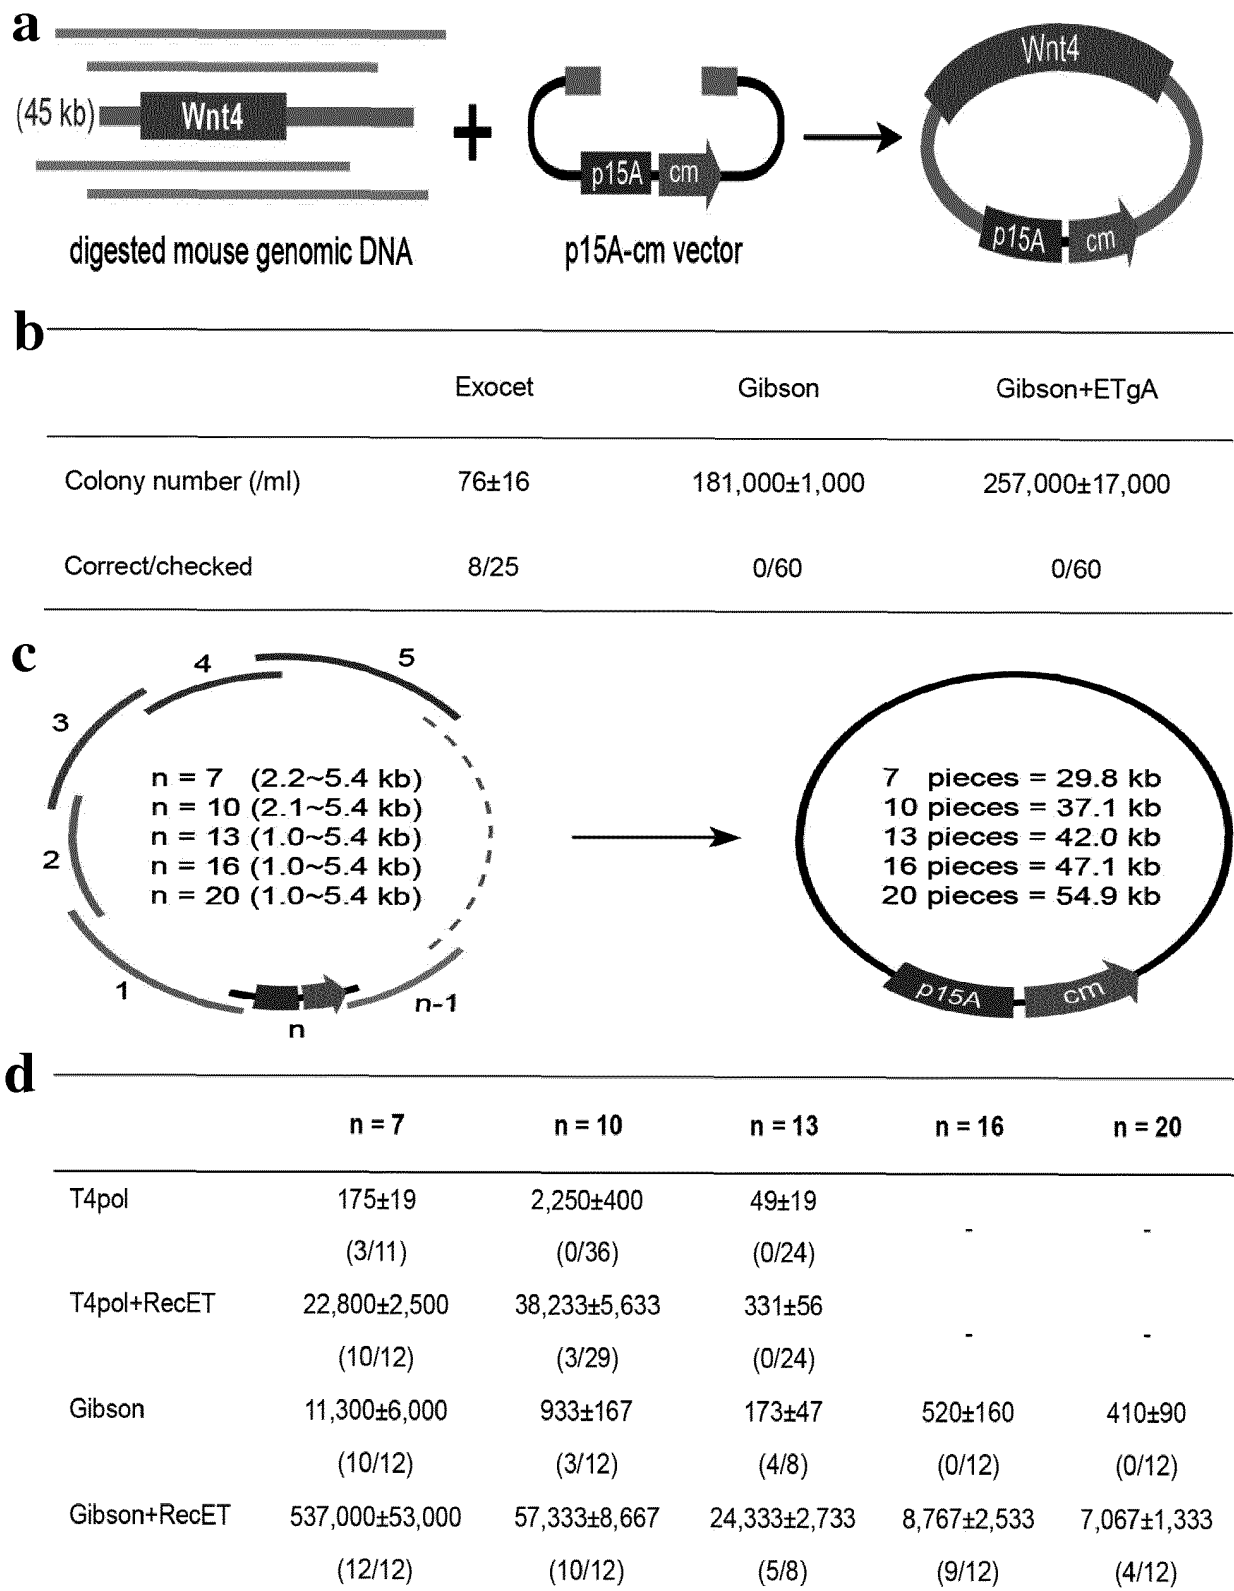 a
Wnt4
(45 kb) Wnt4
p15A cm
p15A cm
digested mouse genomic DNA p15A-cm vector
b
Exocet Gibson Gibson+ETgA
Colony number (/ml) 76±16 181,000±1,000 257,000±17,000
Correct/checked 8/25 0/60 0/60
c
5
4
3
n = 7 (2.2~5.4 kb) 7 pieces = 29.8 kb
n = 10 (2.1~5.4 kb) 10 pieces = 37.1 kb
n = 13 (1.0~5.4 kb) 13 pieces = 42.0 kb
2 n = 16 (1.0~5.4 kb) 16 pieces = 47.1 kb
n = 20 (1.0~5.4 kb) 20 pieces = 54.9 kb
1 n n-1 p15A cm
d
n = 7 n = 10 n = 13 n = 16 n = 20
T4pol 175±19 2,250±400 49±19 - -
(3/11) (0/36) (0/24)
T4pol+RecET 22,800±2,500 38,233±5,633 331±56 - -
(10/12) (3/29) (0/24)
Gibson 11,300±6,000 933±167 173±47 520±160 410±90
(10/12) (3/12) (4/8) (0/12) (0/12)
Gibson+RecET 537,000±53,000 57,333±8,667 24,333±2,733 8,767±2,533 7,067±1,333
(12/12) (10/12) (5/8) (9/12) (4/12)